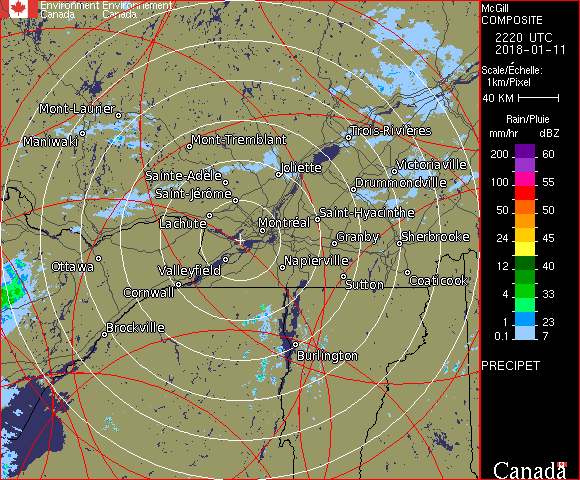 Environment Environnement
Canada Canada
McGill
COMPOSITE
2220 UTC
2018-01-11
Scale/Échelle:
1km/Pixel
40 KM
Rain/Pluie
mm/hr dBZ
200 60
100 55
50 50
24 45
12 40
4 33
1 23
0.1 7
PRECIPET
Canada
Mont-Laurier
Maniwaki
Mont-Tremblant
Trois-Rivières
Joliette
Victoriaville
Sainte-Adèle
Drummondville
Saint-Jérôme
Lachute
Saint-Hyacinthe
Montréal
Granby
Sherbrooke
Ottawa
Valleyfield
Napierville
Cornwall
Sutton
Coaticook
Brockville
Burlington